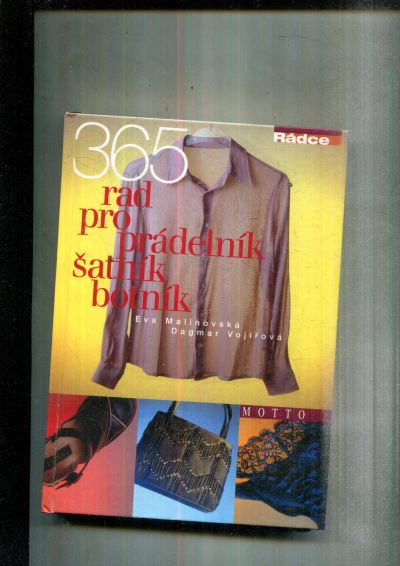 365
Rádce
rad
pro
prádelník
šatník
botník
Eva Malinovská
Dagmar Vojířová
MOTTO